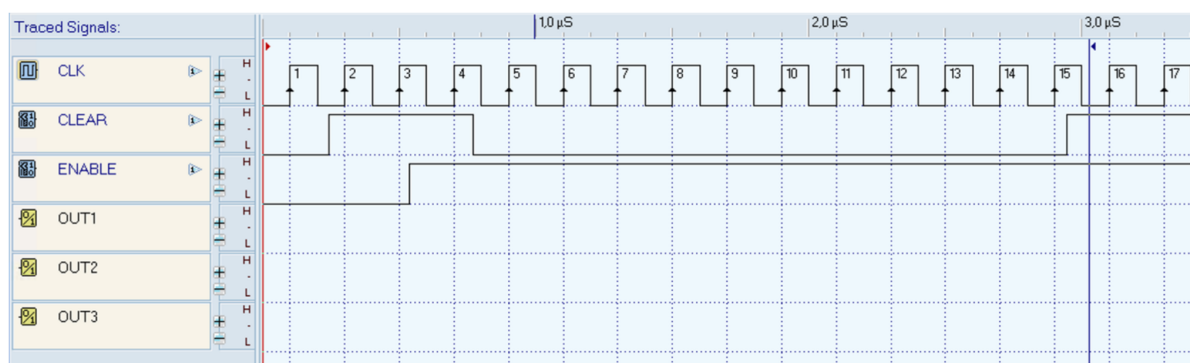 Traced Signals:
1,0 µS
2,0 µS
3,0 µS
CLK
H
L
1 2 3 4 5 6 7 8 9 10 11 12 13 14 15 16 17
CLEAR
H
L
ENABLE
H
L
OUT1
H
L
OUT2
H
L
OUT3
H
L